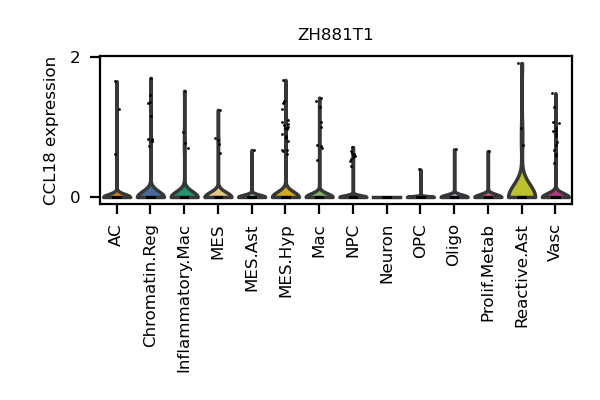 ZH881T1
CCL18 expression
2
0
AC
Chromatin.Reg
Inflammatory.Mac
MES
MES.Ast
MES.Hyp
Mac
NPC
Neuron
OPC
Oligo
Prolif.Metab
Reactive.Ast
Vasc